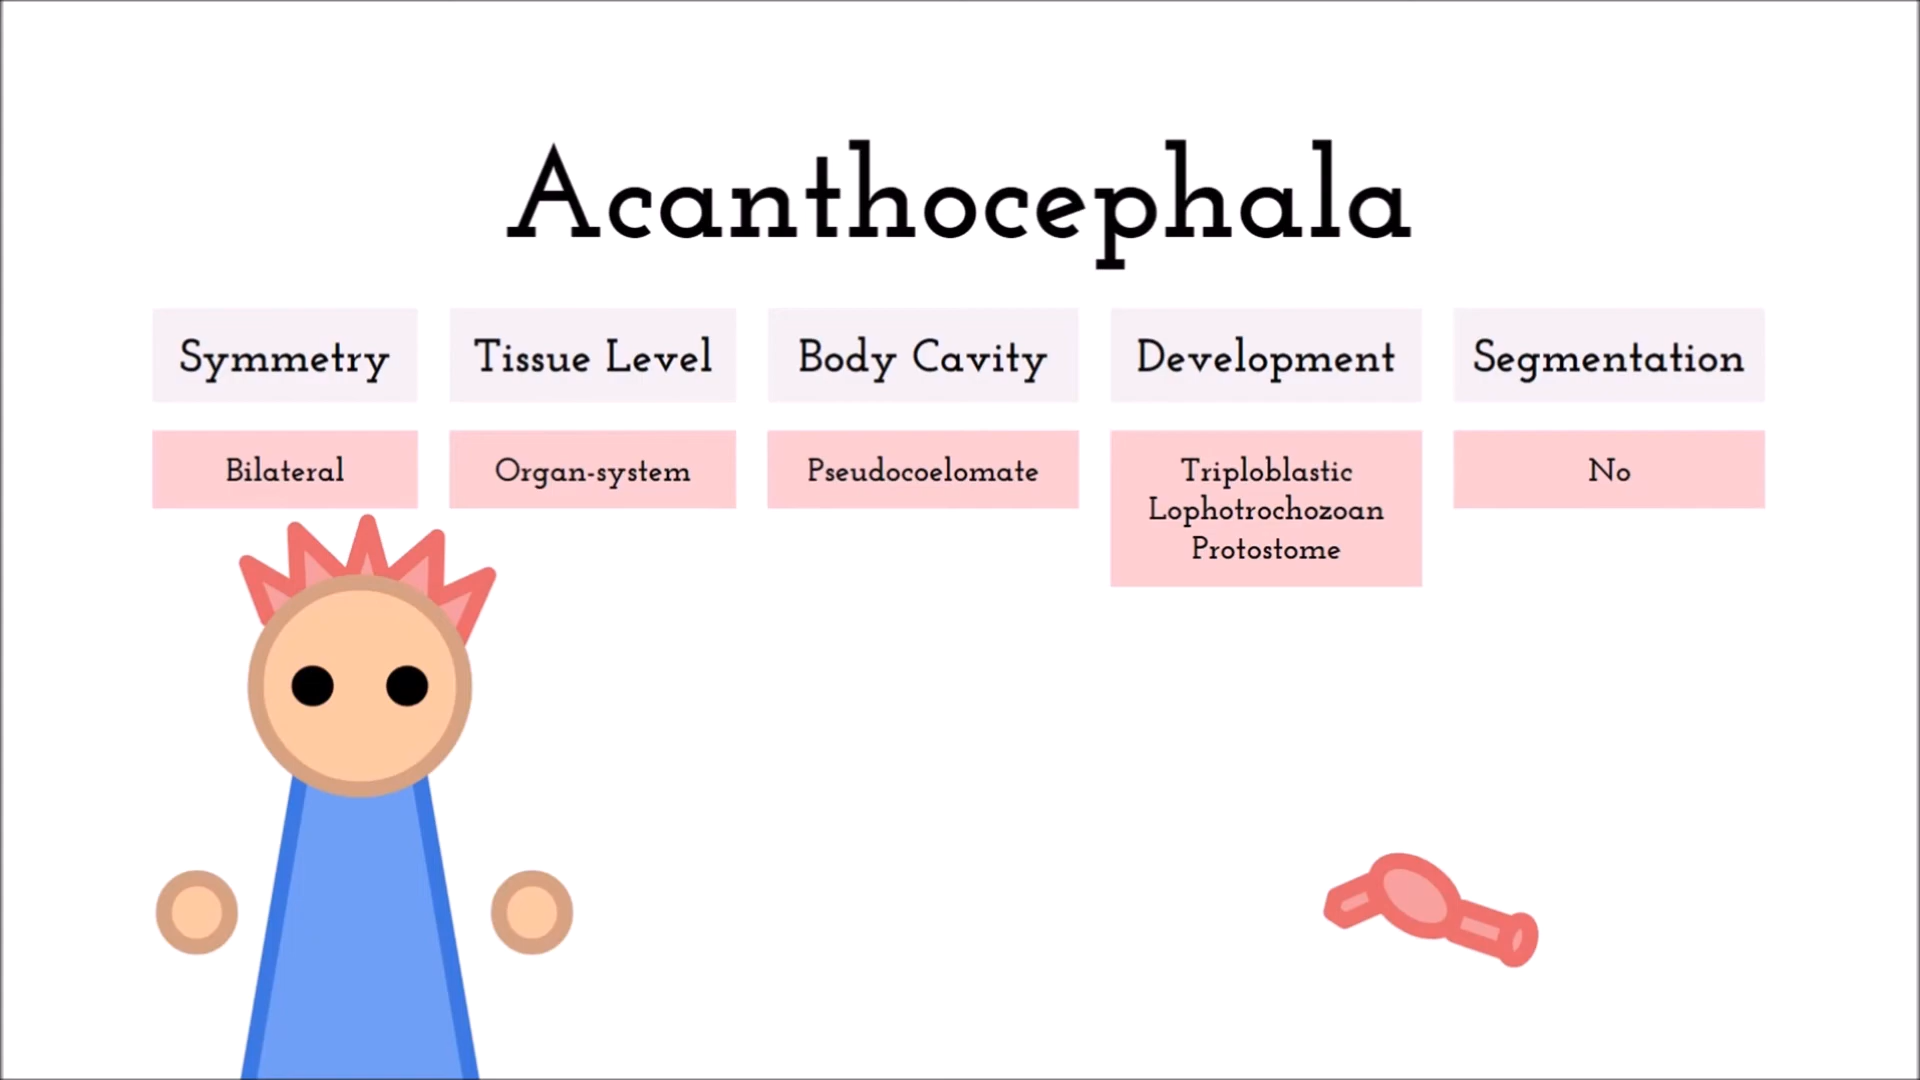 Acanthocephala
Symmetry
Tissue Level
Body Cavity
Development
Segmentation
Bilateral
Organ-system
Pseudocoelomate
Triploblastic
Lophotrochozoan
Protostome
No